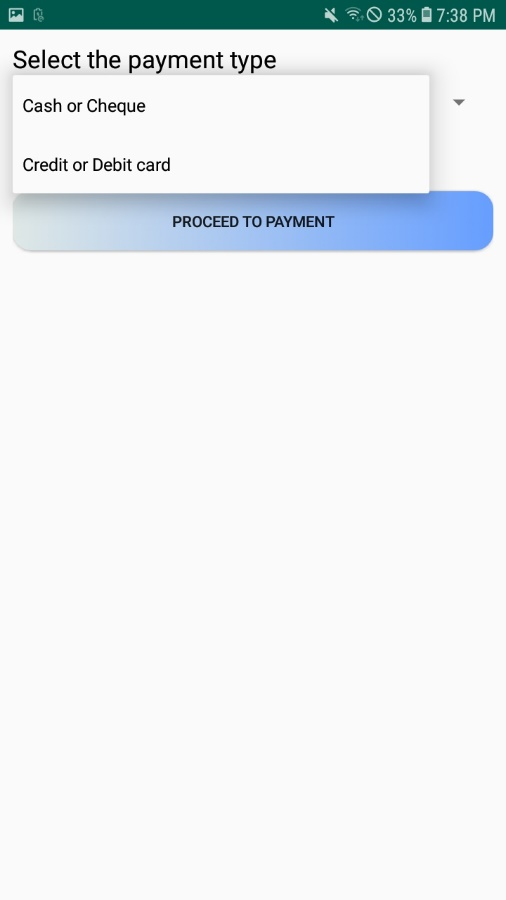 33% 7:38 PM
Select the payment type
Cash or Cheque
Credit or Debit card
PROCEED TO PAYMENT